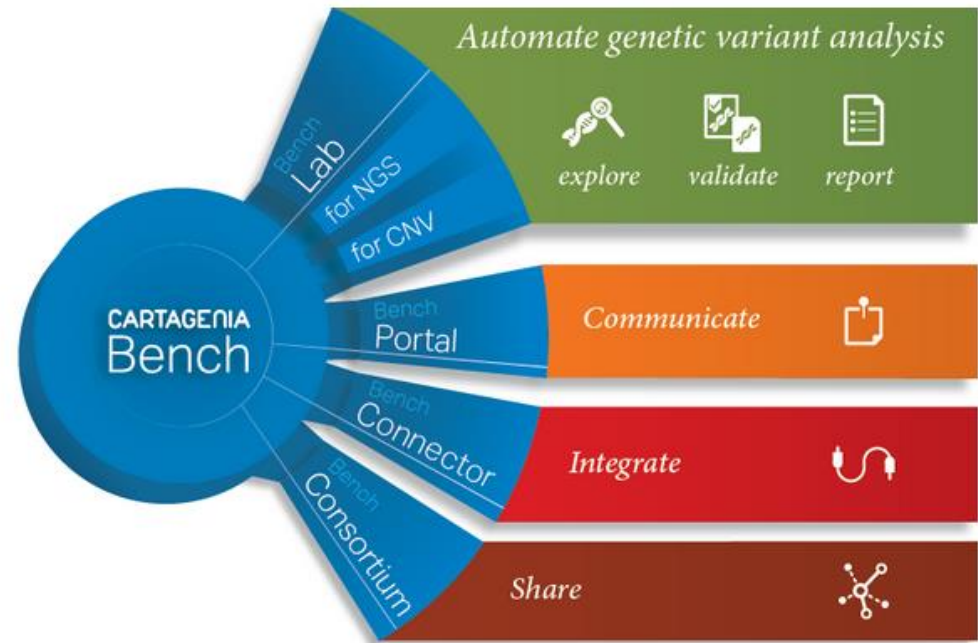 Automate genetic variant analysis
explore validate report
Bench
Lab
for NGS
for CNV
CARTAGENIA
Bench
Bench
Portal
Communicate
Bench
Connector
Integrate
Bench
Consortium
Share